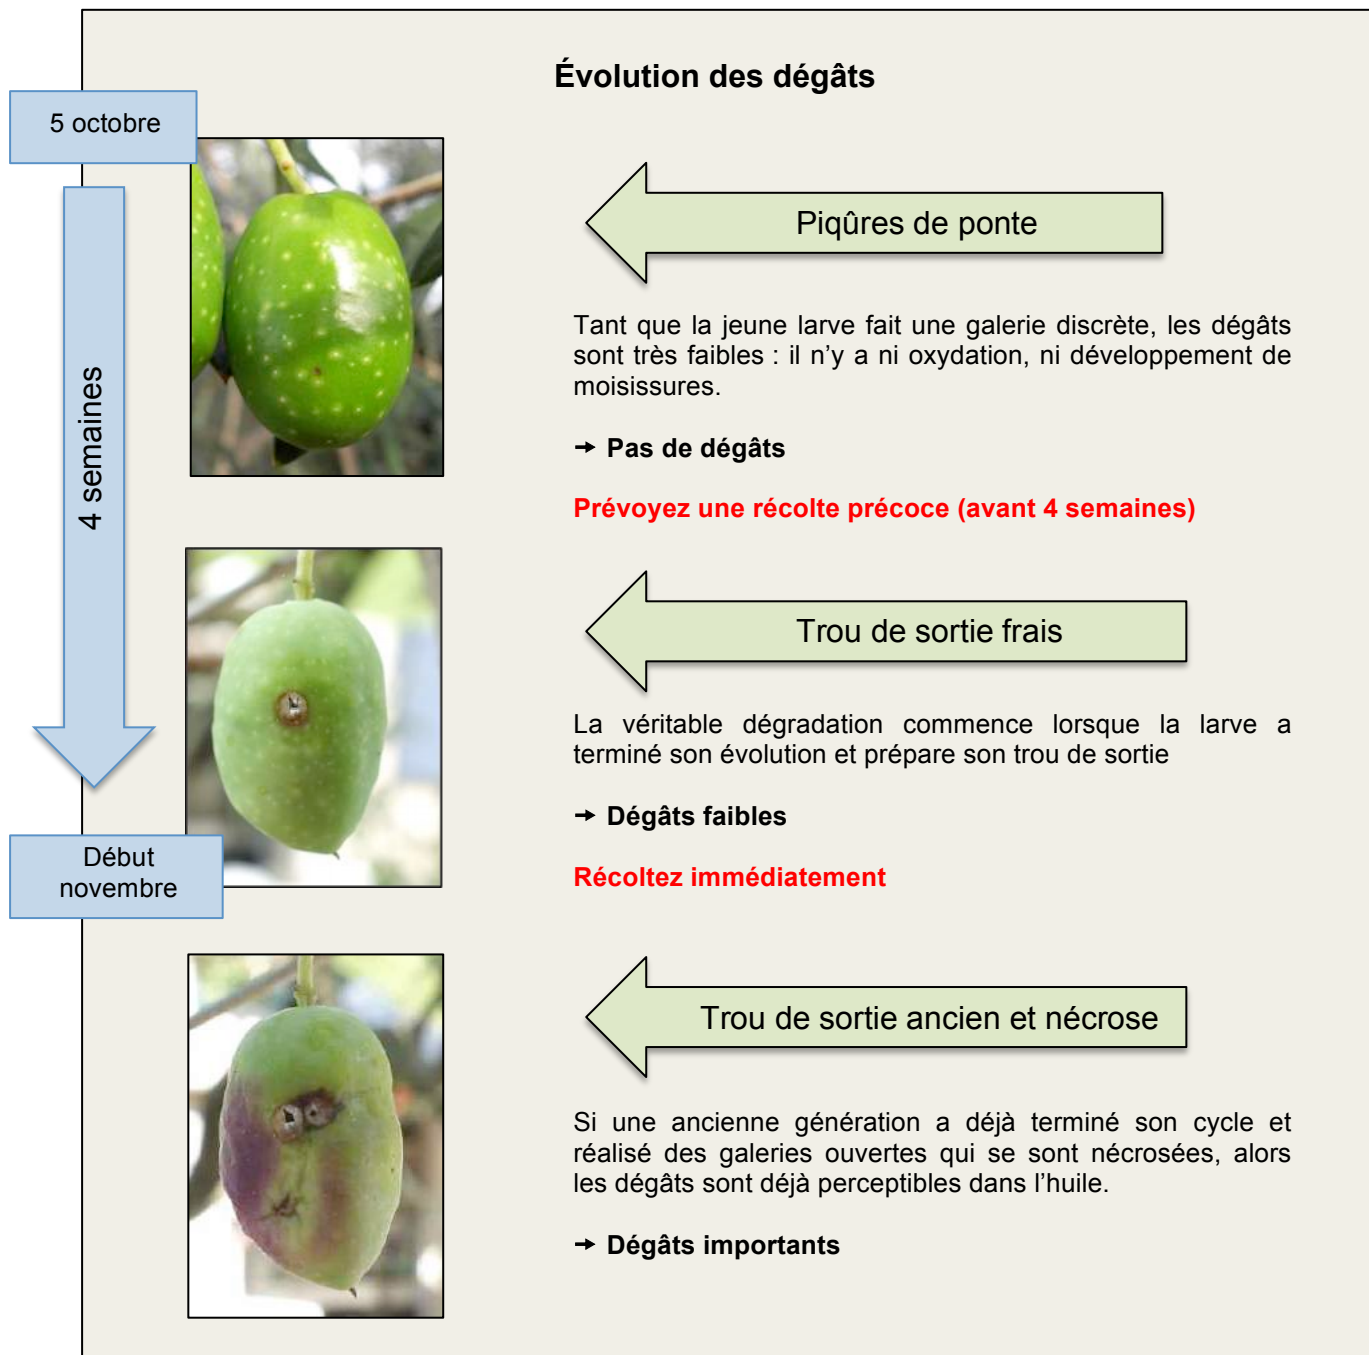 Évolution des dégâts
5 octobre
4 semaines
Piqûres de ponte
Tant que la jeune larve fait une galerie discrète, les dégâts
sont très faibles : il n’y a ni oxydation, ni développement de
moisissures.
→ Pas de dégâts
Prévoyez une récolte précoce (avant 4 semaines)
Trou de sortie frais
La véritable dégradation commence lorsque la larve a
terminé son évolution et prépare son trou de sortie
→ Dégâts faibles
Récoltez immédiatement
Début
novembre
Trou de sortie ancien et nécrose
Si une ancienne génération a déjà terminé son cycle et
réalisé des galeries ouvertes qui se sont nécrosées, alors
les dégâts sont déjà perceptibles dans l’huile.
→ Dégâts importants